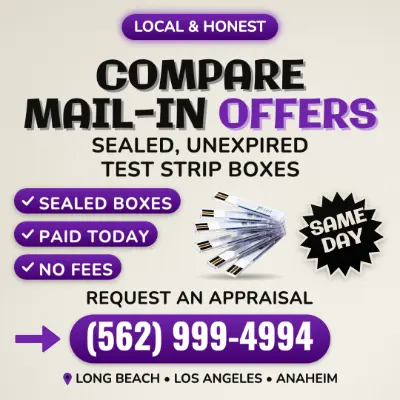 LOCAL & HONEST
COMPARE
MAIL-IN OFFERS
SEALED, UNEXPIRED
TEST STRIP BOXES
SEALED BOXES
PAID TODAY
NO FEES
SAME
DAY
REQUEST AN APPRAISAL
(562) 999-4994
LONG BEACH • LOS ANGELES • ANAHEIM